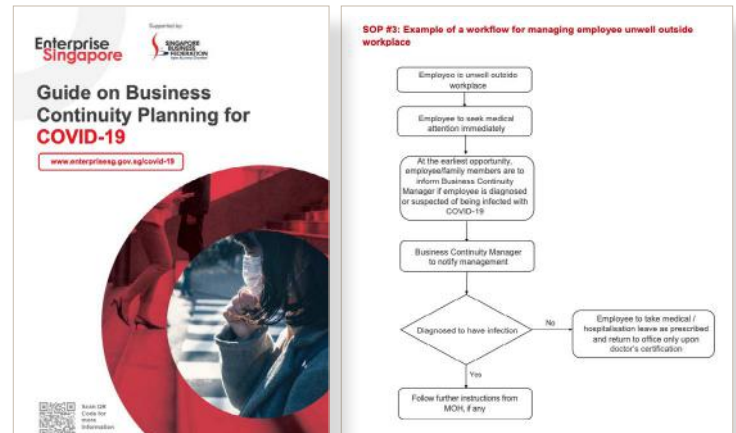 Supported by:
Enterprise
Singapore
SINGAPORE
BUSINESS
FEDERATION
Guide on Business
Continuity Planning for
COVID-19
www.enterprisesg.gov.sg/covid-19
Scan QR
Code for
more
information
SOP #3: Example of a workflow for managing employee unwell outside
workplace
Employee is unwell outside
workplace
Employee to seek medical
attention immediately
At the earliest opportunity,
employee/family members are to
inform Business Continuity
Manager if employee is diagnosed
or suspected of being infected with
COVID-19
Business Continuity Manager
to notify management
Diagnosed to have infection
No
Employee to take medical /
hospitalisation leave as prescribed
and return to office only upon
doctor's certification
Yes
Follow further instructions from
MOH, if any